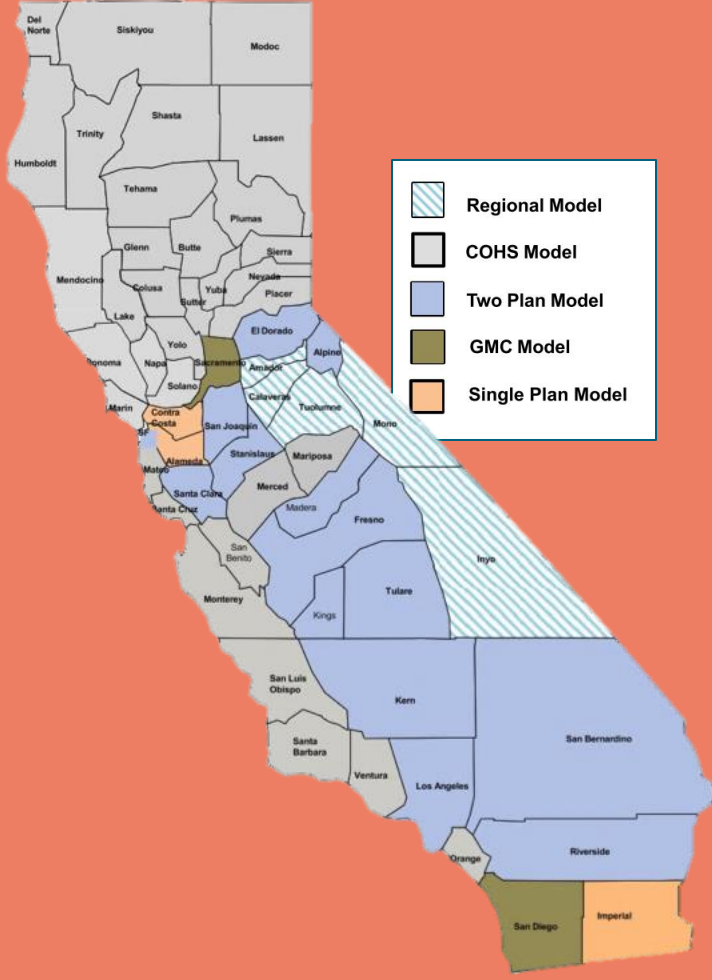 Del
Norte
Siskiyou
Modoc
Humboldt
Trinity
Shasta
Lassen
Tehama
Plumas
Glenn
Butte
Sierra
Mendocino
Colusa
Yuba
Nevada
Sutter
Placer
Lake
Yolo
El Dorado
Alpino
onoma
Napa
Sacramento
Amador
Solano
Calaveras
Tuolumne
Mono
Marin
Contra
Costa
SF
San Joaquin
Alameda
Stanislaus
Mariposa
Mateo
Merced
Santa Clara
Santa Cruz
Madera
Fresno
San
Benito
Inyo
Monterey
Tulare
Kings
San Luis
Obispo
Kern
Santa
Barbara
Ventura
Los Angeles
San Bernardino
Orange
Riverside
San Diego
Imperial
Regional Model
COHS Model
Two Plan Model
GMC Model
Single Plan Model